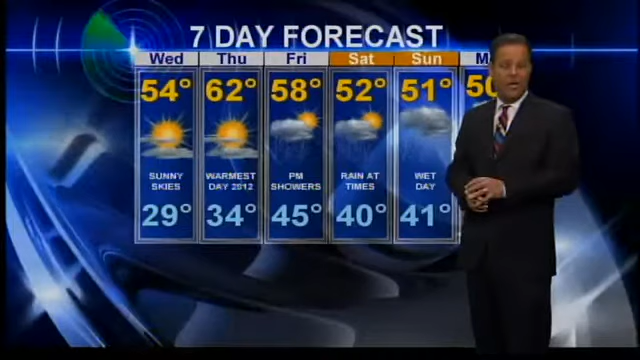 7 DAY FORECAST
Wed Thu Fri Sat Sun M
54° 62° 58° 52° 51° 50
SUNNY SKIES
WARMEST DAY 2012
PM SHOWERS
RAIN AT TIMES
WET DAY
29° 34° 45° 40° 41°